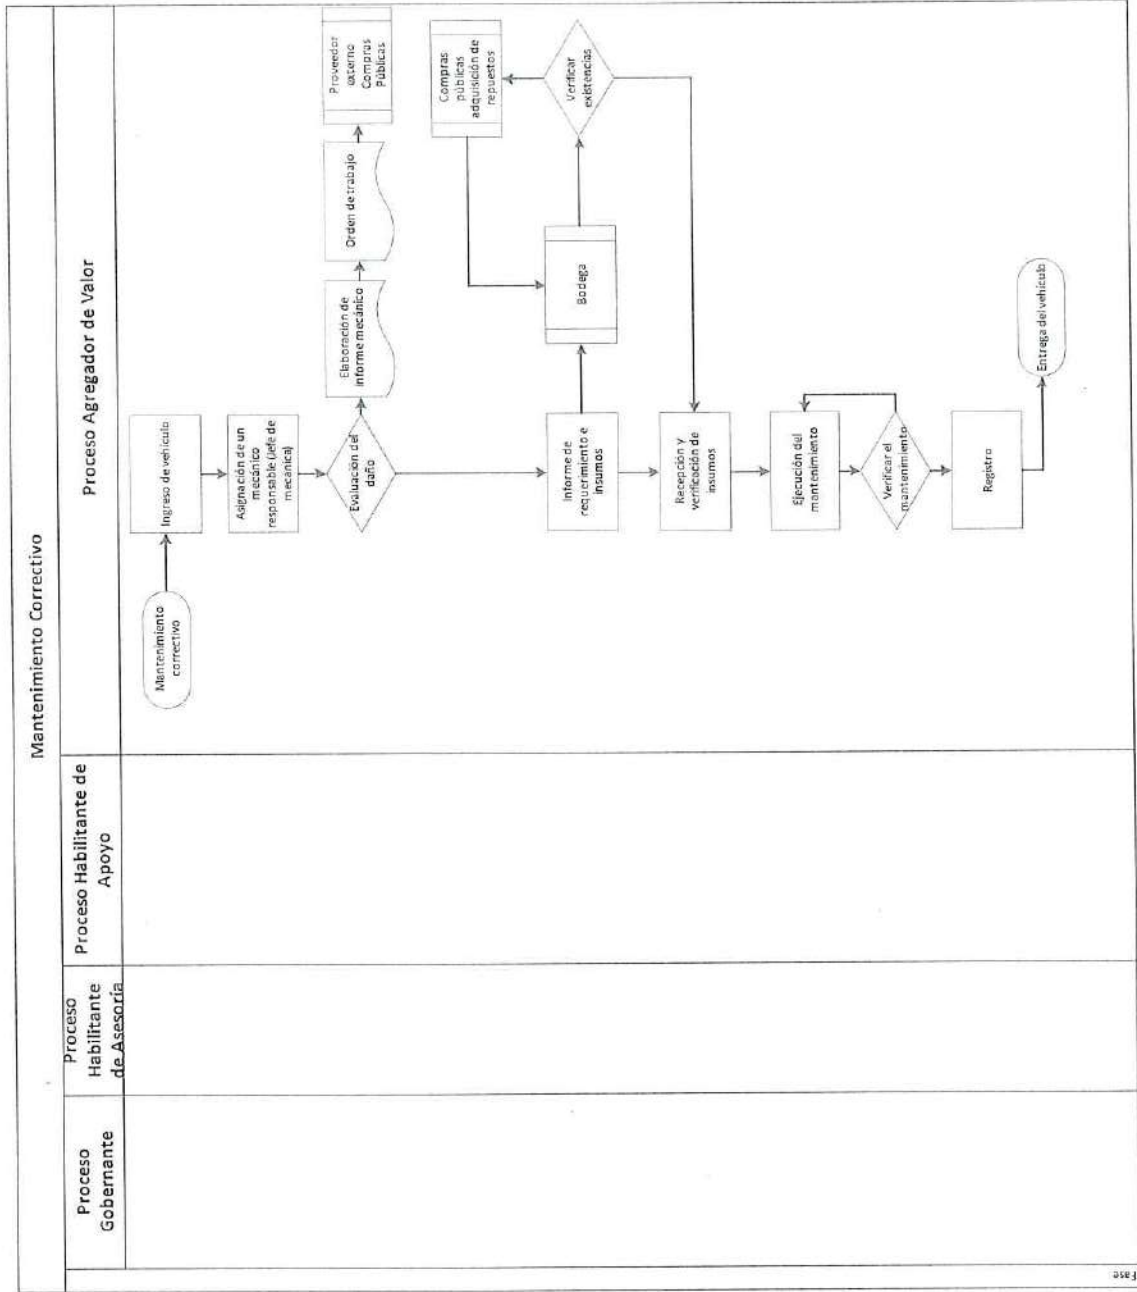 Mantenimiento Correctivo
Proceso
Gobernante
Proceso
Habilitante
de Asesoría
Proceso Habilitante de
Apoyo
Proceso Agregador de Valor
Mantenimiento
correctivo
Ingreso de vehículo
Asignación de un
mecánico
responsable (Jefe de
mecánica)
Evaluación del
daño
Elaboración de
informe mecánico
Orden de trabajo
Proveedor
externo
Compras
Públicas
Informe de
requerimiento e
insumos
Bodega
Verificar
existencias
Compras
públicas
adquisición de
repuestos
Recepción y
verificación de
insumos
Ejecución del
mantenimiento
Verificar el
mantenimiento
Registro
Entrega del vehículo
Fase